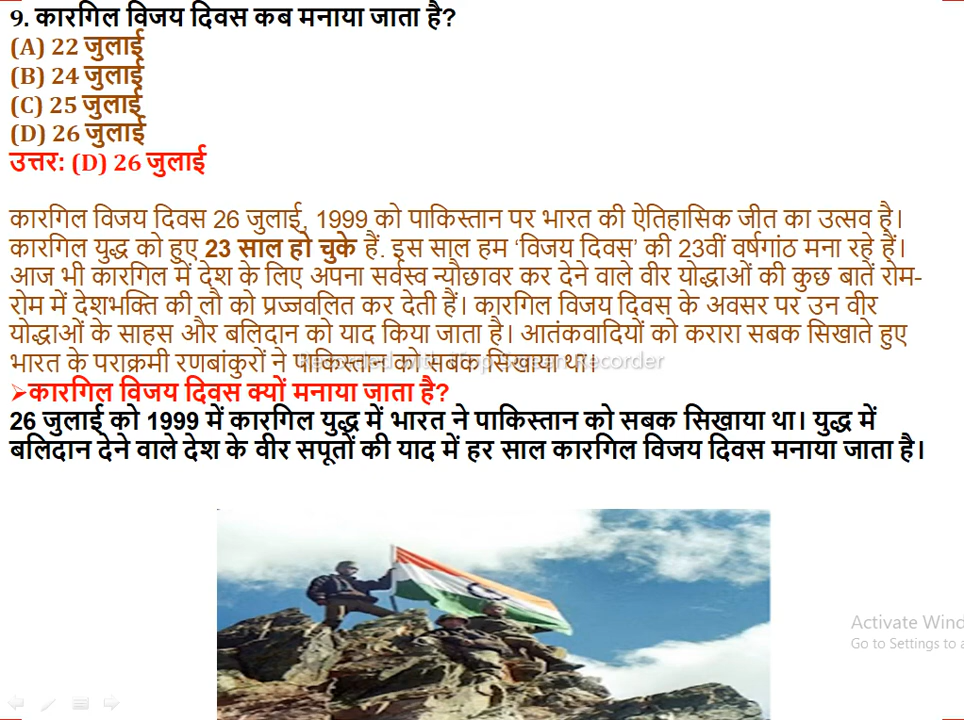 9. कारगिल विजय दिवस कब मनाया जाता है?
(A) 22 जुलाई
(B) 24 जुलाई
(C) 25 जुलाई
(D) 26 जुलाई
उत्तर: (D) 26 जुलाई
कारगिल विजय दिवस 26 जुलाई, 1999 को पाकिस्तान पर भारत की ऐतिहासिक जीत का उत्सव है।
कारगिल युद्ध को हुए 23 साल हो चुके हैं. इस साल हम ‘विजय दिवस’ की 23वीं वर्षगांठ मना रहे हैं।
आज भी कारगिल में देश के लिए अपना सर्वस्व न्यौछावर कर देने वाले वीर योद्धाओं की कुछ बातें रोम-
रोम में देशभक्ति की लौ को प्रज्जवलित कर देती हैं। कारगिल विजय दिवस के अवसर पर उन वीर
योद्धाओं के साहस और बलिदान को याद किया जाता है। आतंकवादियों को करारा सबक सिखाते हुए
भारत के पराक्रमी रणबांकुरों ने पाकिस्तान को सबक सिखाया था।
➢कारगिल विजय दिवस क्यों मनाया जाता है?
26 जुलाई को 1999 में कारगिल युद्ध में भारत ने पाकिस्तान को सबक सिखाया था। युद्ध में
बलिदान देने वाले देश के वीर सपूतों की याद में हर साल कारगिल विजय दिवस मनाया जाता है।
Activate Wind
Go to Settings to a